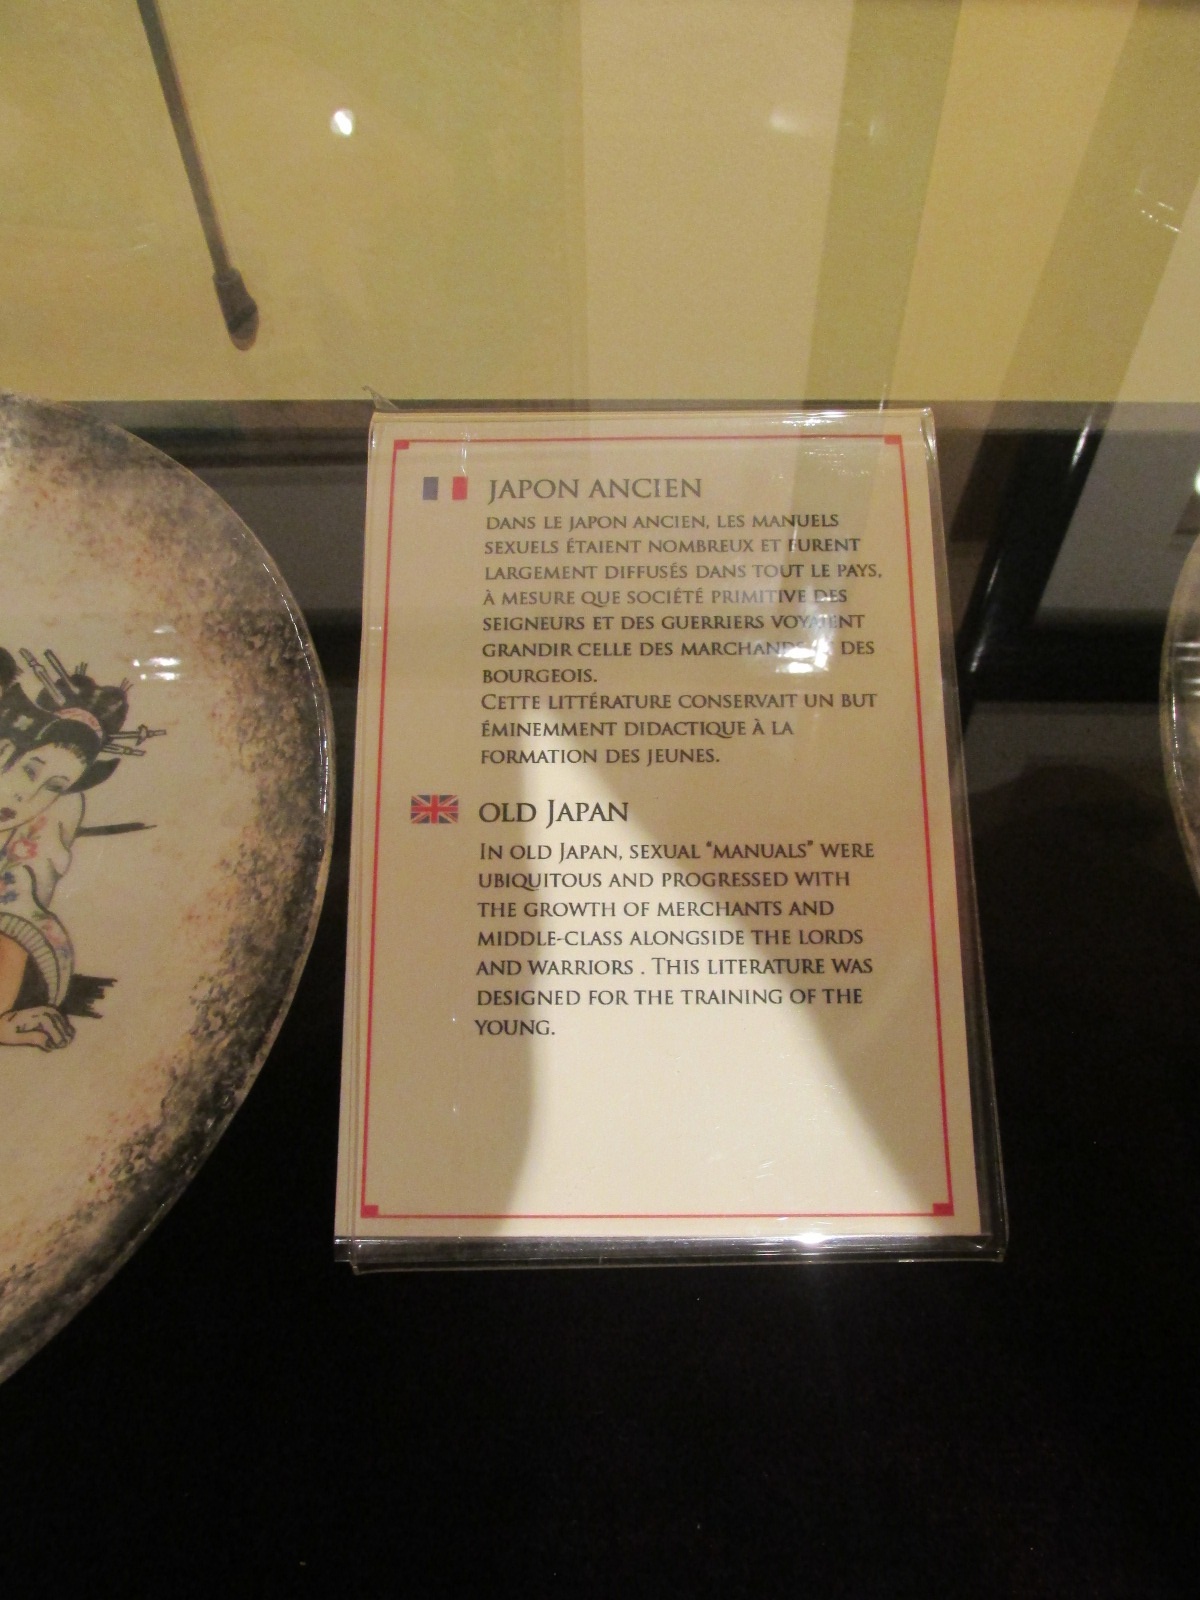 JAPON ANCIEN
DANS LE JAPON ANCIEN, LES MANUELS
SEXUELS ÉTAIENT NOMBREUX ET FURENT
LARGEMENT DIFFUSÉS DANS TOUT LE PAYS,
À MESURE QUE SOCIÉTÉ PRIMITIVE DES
SEIGNEURS ET DES GUERRIERS VOYAIENT
GRANDIR CELLE DES MARCHANDS DES
BOURGEOIS.
CETTE LITTÉRATURE CONSERVAIT UN BUT
ÉMINEMMENT DIDACTIQUE À LA
FORMATION DES JEUNES.
OLD JAPAN
IN OLD JAPAN, SEXUAL "MANUALS" WERE
UBIQUITOUS AND PROGRESSED WITH
THE GROWTH OF MERCHANTS AND
MIDDLE-CLASS ALONGSIDE THE LORDS
AND WARRIORS . THIS LITERATURE WAS
DESIGNED FOR THE TRAINING OF THE
YOUNG.